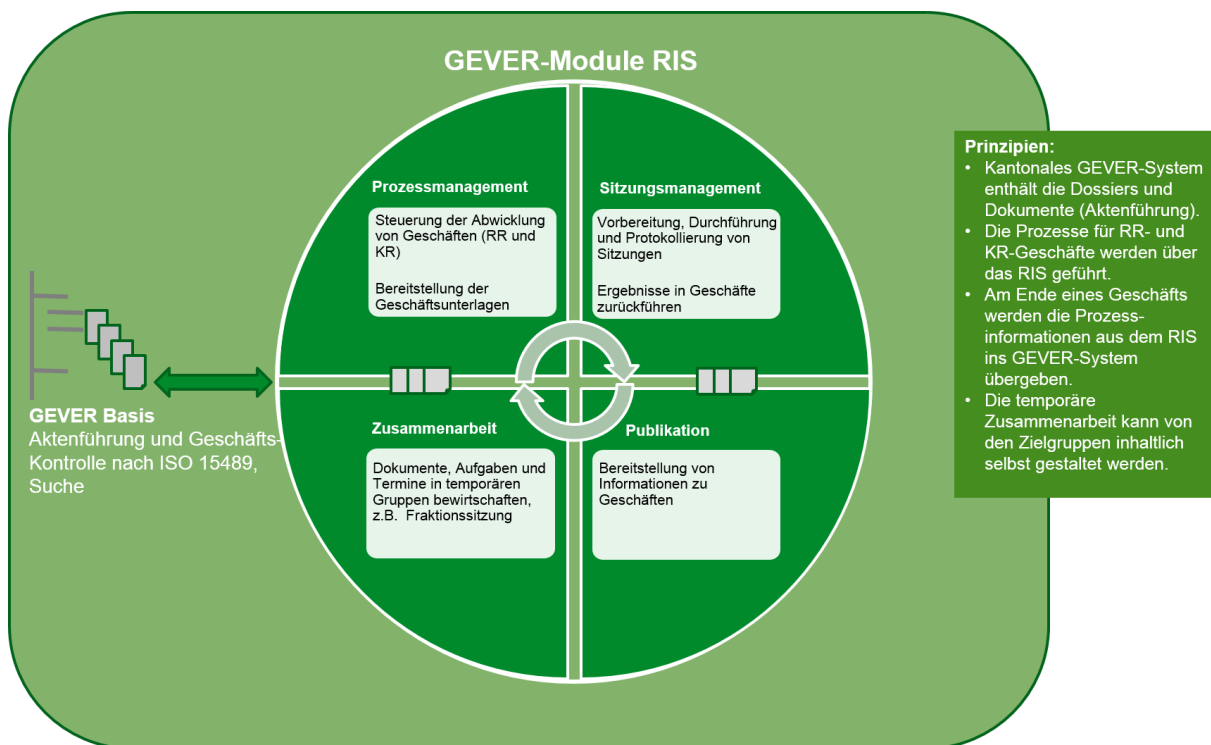 GEVER-Module RIS
Prozessmanagement
Steuerung der Abwicklung
von Geschäften (RR und
KR)
Bereitstellung der
Geschäftsunterlagen
Sitzungsmanagement
Vorbereitung, Durchführung
und Protokollierung von
Sitzungen
Ergebnisse in Geschäfte
zurückführen
Zusammenarbeit
Dokumente, Aufgaben und
Termine in temporären
Gruppen bewirtschaften,
z.B. Fraktionssitzung
Publikation
Bereitstellung von
Informationen zu
Geschäften
GEVER Basis
Aktenführung und Geschäfts-
Kontrolle nach ISO 15489,
Suche
Prinzipien:
• Kantonales GEVER-System
enthält die Dossiers und
Dokumente (Aktenführung).
• Die Prozesse für RR- und
KR-Geschäfte werden über
das RIS geführt.
• Am Ende eines Geschäfts
werden die Prozess-
informationen aus dem RIS
ins GEVER-System
übergeben.
• Die temporäre
Zusammenarbeit kann von
den Zielgruppen inhaltlich
selbst gestaltet werden.